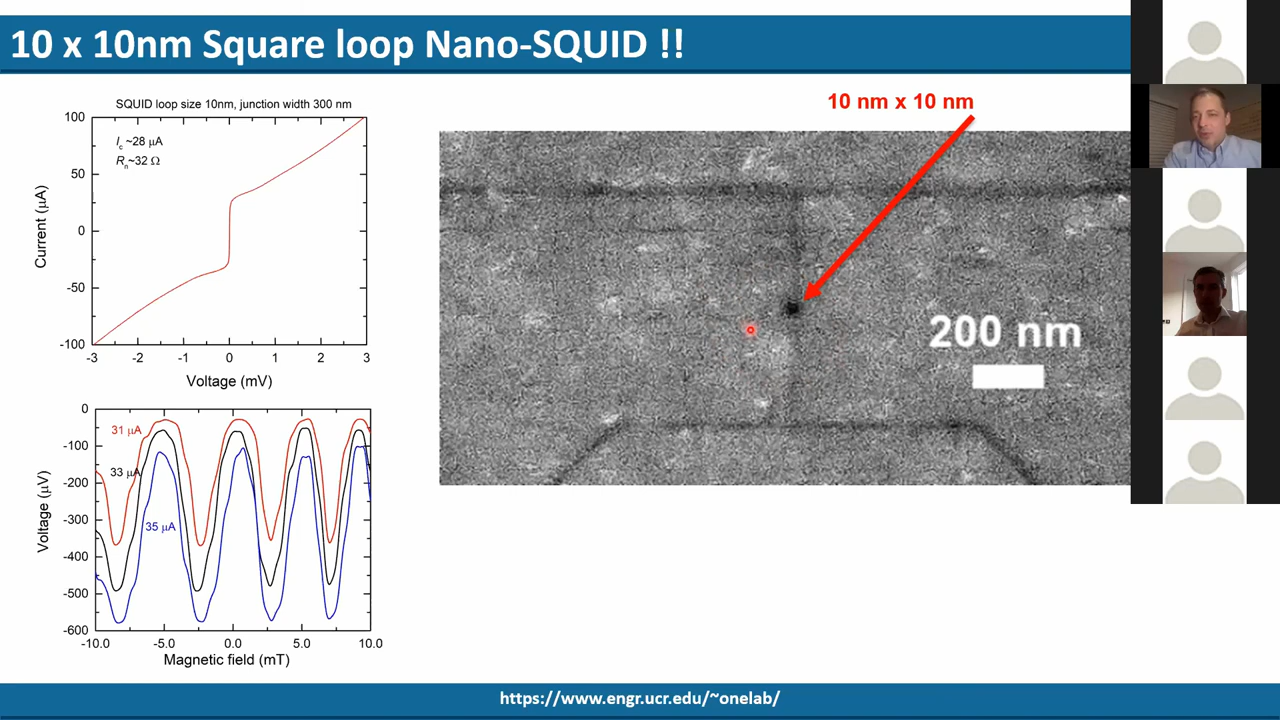 10 x 10nm Square loop Nano-SQUID !!
SQUID loop size 10nm, junction width 300 nm
Ic ~28 µA
Rn~32 Ω
100
50
0
-50
-100
Current (µA)
-3
-2
-1
0
1
2
3
Voltage (mV)
10 nm x 10 nm
200 nm
0
-100
-200
-300
-400
-500
-600
Voltage (µV)
31 µA
33 µA
35 µA
-10.0
-5.0
0.0
5.0
10.0
Magnetic field (mT)
https://www.engr.ucr.edu/~onelab/